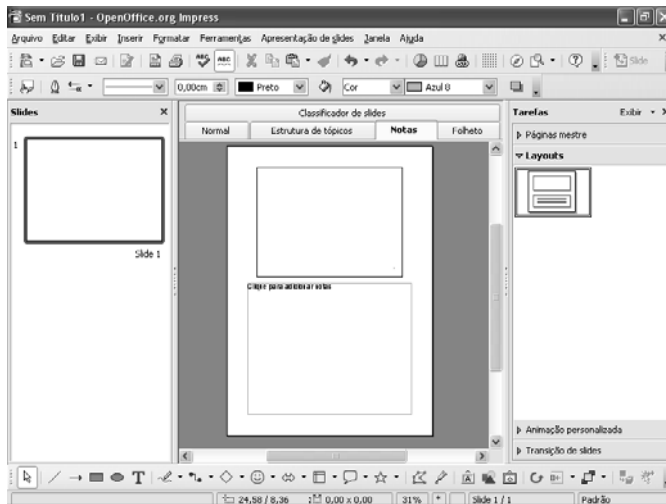 Sem Título1 - OpenOffice.org Impress
Arquivo Editar Exibir Inserir Formatar Ferramentas Apresentação de slides Janela Ajuda
ABC ABC Slide
0,00cm Preto Cor Azul 8
Slides
Classificador de slides
Normal Estrutura de tópicos Notas Folheto
Tarefas Exibir
Páginas mestre
Layouts
1
Slide 1
Clique para adicionar notas
Animação personalizada
Transição de slides
T
24,58 / 8,36 0,00 x 0,00 31% * Slide 1 / 1 Padrão